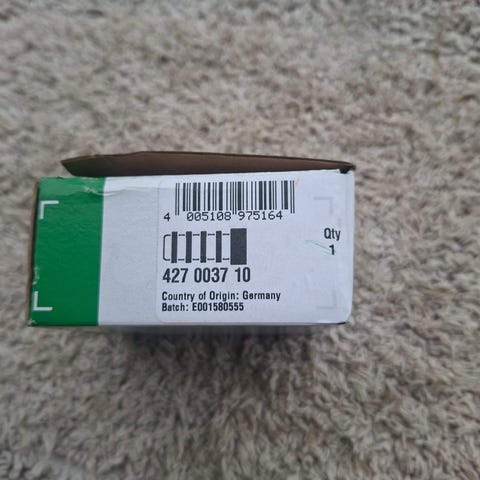 4 005108 975164
Qty
1
427 0037 10
Country of Origin: Germany
Batch: E001580555